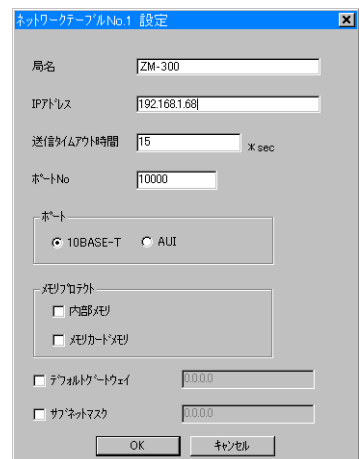 ネットワークテーブルNo.1 設定
局名 ZM-300
IPアドレス 192.168.1.68
送信タイムアウト時間 15 ※sec
ポートNo 10000
ポート
10BASE-T AUI
メモリプロテクト
内部メモリ
メモリカードメモリ
デフォルトゲートウェイ 0.0.0.0
サブネットマスク 0.0.0.0
OK キャンセル